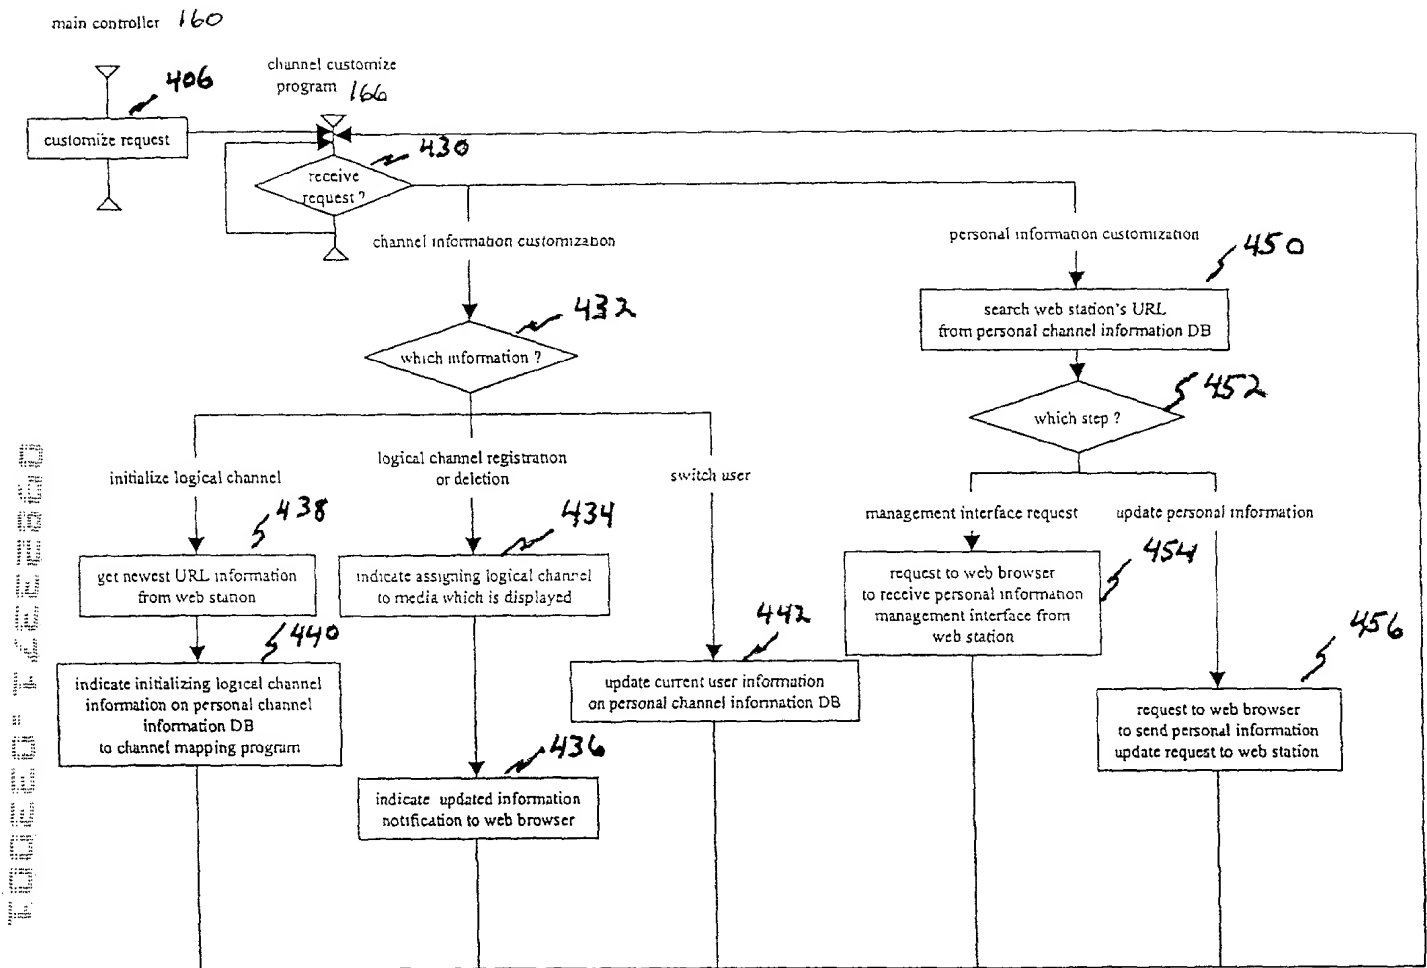 main controller 160
406
channel customize
program 166
customize request
430
receive
request ?
channel information customization
personal information customization
450
search web station's URL
from personal channel information DB
432
which information ?
452
which step ?
initialize logical channel
logical channel registration
or deletion
switch user
438
434
management interface request
update personal information
get newest URL information
from web station
indicate assigning logical channel
to media which is displayed
454
request to web browser
to receive personal information
management interface from
web station
440
442
456
indicate initializing logical channel
information on personal channel
information DB
to channel mapping program
update current user information
on personal channel information DB
request to web browser
to send personal information
update request to web station
436
indicate updated information
notification to web browser